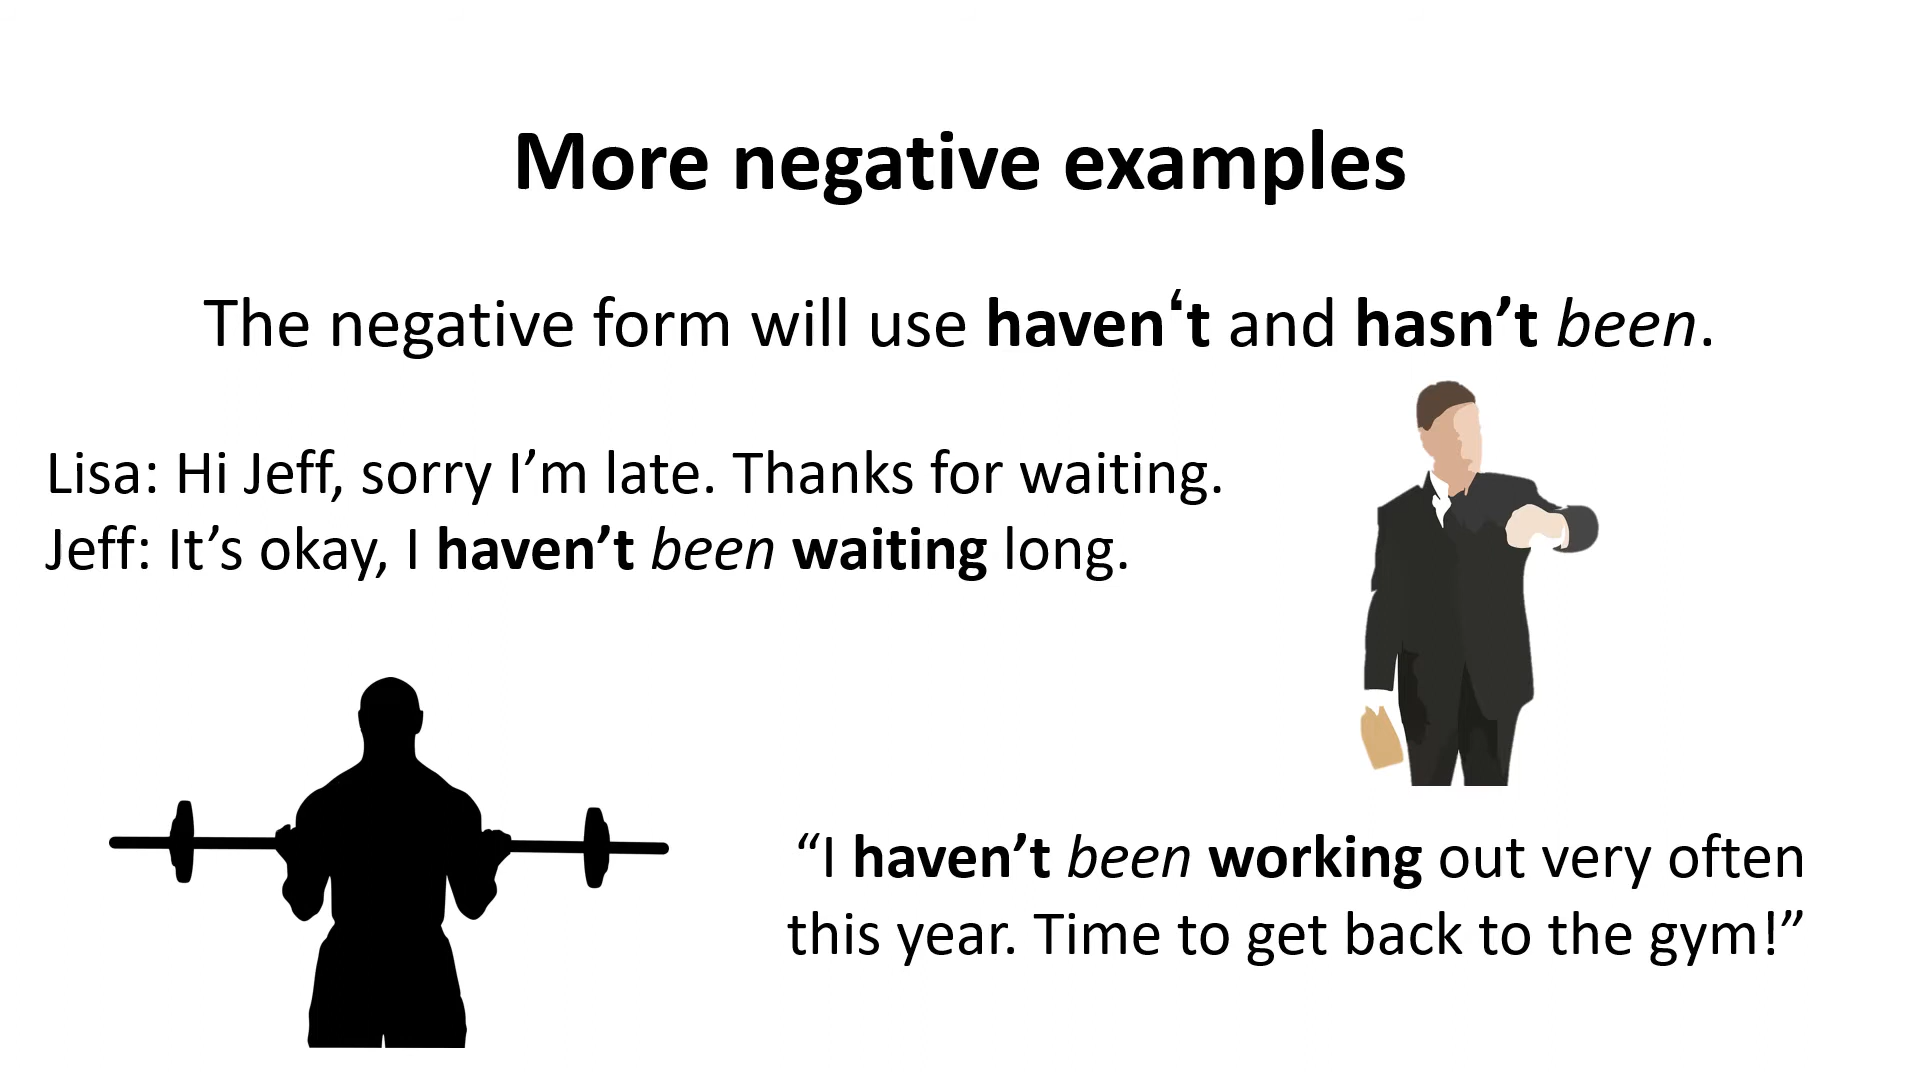 More negative examples
The negative form will use haven‘t and hasn’t been.
Lisa: Hi Jeff, sorry I’m late. Thanks for waiting.
Jeff: It’s okay, I haven’t been waiting long.
“I haven’t been working out very often
this year. Time to get back to the gym!”